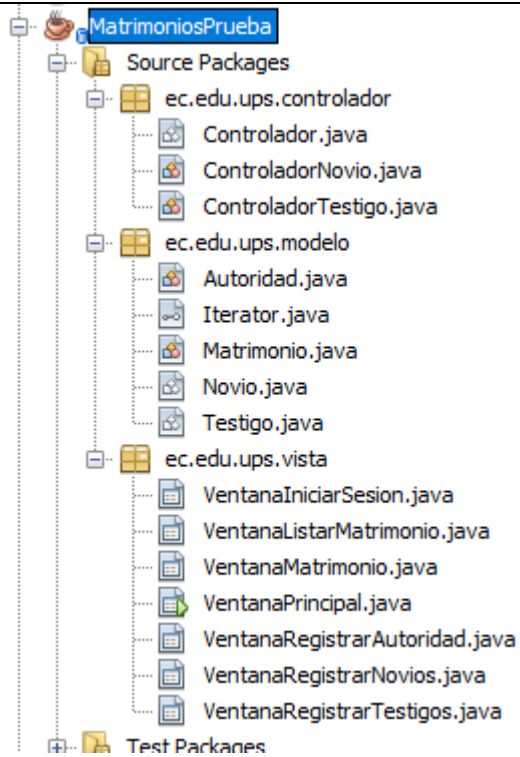 MatrimoniosPrueba
Source Packages
ec.edu.ups.controlador
Controlador.java
ControladorNovio.java
ControladorTestigo.java
ec.edu.ups.modelo
Autoridad.java
Iterator.java
Matrimonio.java
Novio.java
Testigo.java
ec.edu.ups.vista
VentanaIniciarSesion.java
VentanaListarMatrimonio.java
VentanaMatrimonio.java
VentanaPrincipal.java
VentanaRegistrarAutoridad.java
VentanaRegistrarNovios.java
VentanaRegistrarTestigos.java
Test Packages